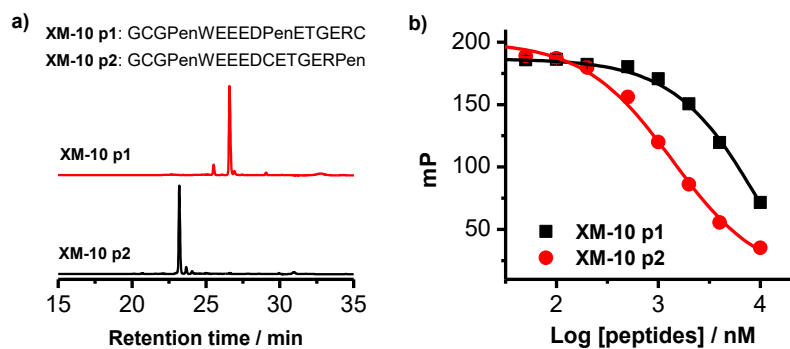 a)
XM-10 p1: GCGPenWEEEDPenETGERC
XM-10 p2: GCGPenWEEEDCETGERPen
XM-10 p1
XM-10 p2
15 20 25 30 35
Retention time / min
b)
200
150
100
50
mP
XM-10 p1
XM-10 p2
2 3 4
Log [peptides] / nM